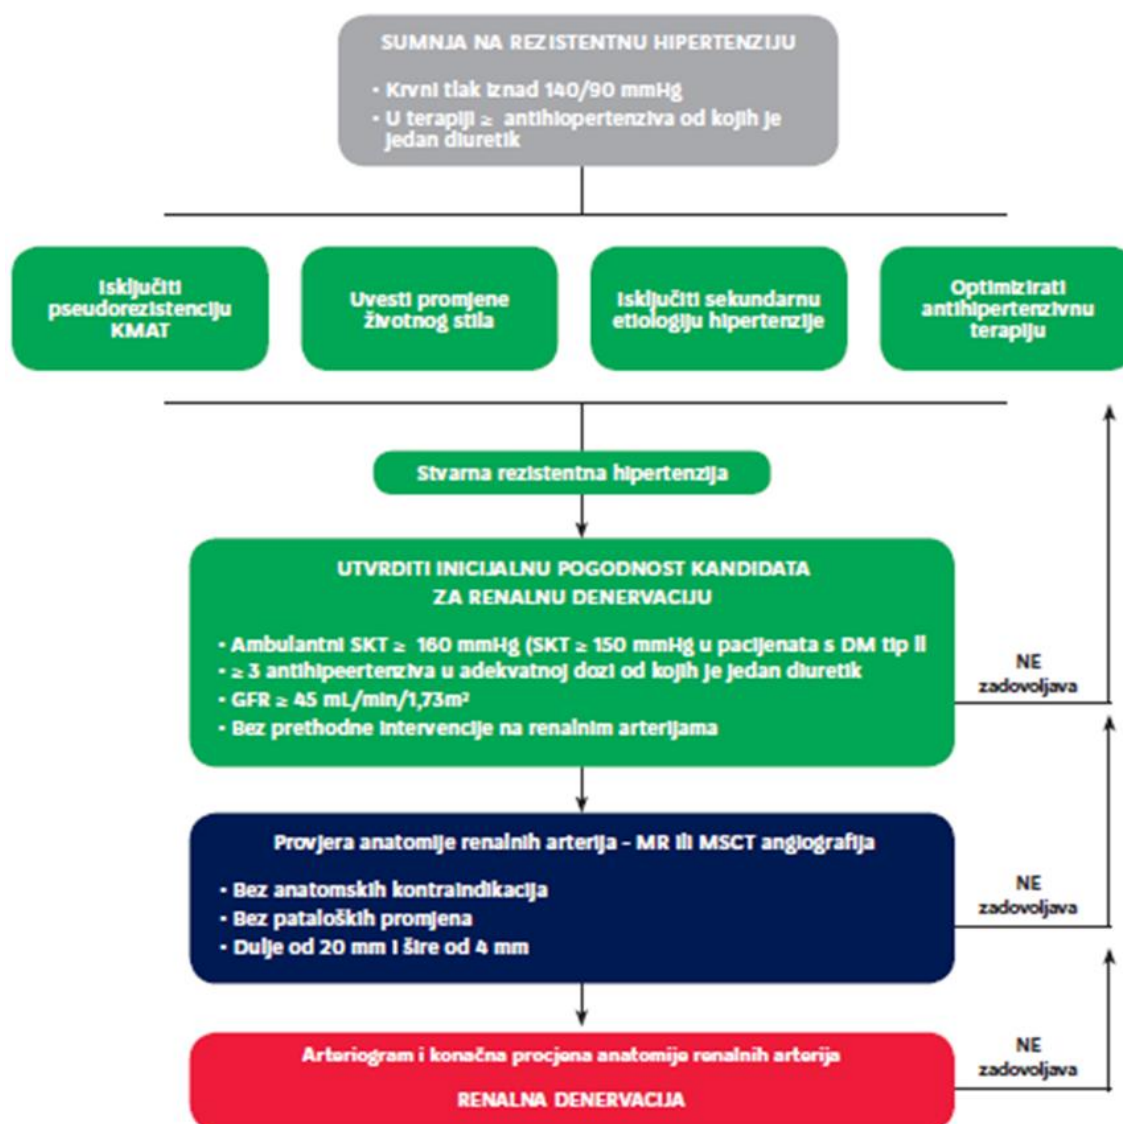 SUMNJA NA REZISTENTNU HIPERTENZIJU
• Krvni tlak iznad 140/90 mmHg
• U terapiji ≥ antihiopertenziva od kojih je
jedan diuretik
Isključiti
pseudorezistenciju
KMAT
Uvesti promjene
životnog stila
Isključiti sekundarnu
etiologiju hipertenzije
Optimizirati
antihipertenzivnu
terapiju
Stvarna rezistentna hipertenzija
UTVRDITI INICIJALNU POGODNOST KANDIDATA
ZA RENALNU DENERVACIJU
• Ambulantni SKT ≥ 160 mmHg (SKT ≥ 150 mmHg u pacijenata s DM tip II
• ≥ 3 antihipeertenziva u adekvatnoj dozi od kojih je jedan diuretik
• GFR ≥ 45 mL/min/1,73m²
• Bez prethodne intervencije na renalnim arterijama
NE
zadovoljava
Provjera anatomije renalnih arterija - MR ili MSCT angiografija
• Bez anatomskih kontraindikacija
• Bez pataloških promjena
• Dulje od 20 mm i šire od 4 mm
NE
zadovoljava
Arteriogram i konačna procjena anatomije renalnih arterija
RENALNA DENERVACIJA
NE
zadovoljava